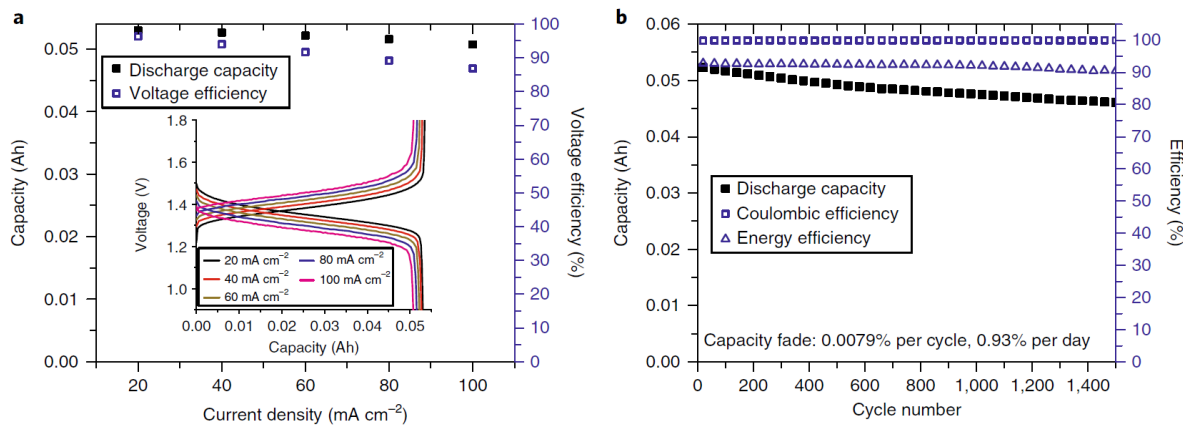 a
0.05
0.04
0.03
0.02
0.01
0.00
Capacity (Ah)
Discharge capacity
Voltage efficiency
1.8
1.6
1.4
1.2
1.0
Voltage (V)
20 mA cm⁻²
40 mA cm⁻²
60 mA cm⁻²
80 mA cm⁻²
100 mA cm⁻²
0.00 0.01 0.02 0.03 0.04 0.05
Capacity (Ah)
100
90
80
70
60
50
40
30
20
10
0
Voltage efficiency
(%)
20 40 60 80 100
Current density (mA cm⁻²)
b
0.06
0.05
0.04
0.03
0.02
0.01
0.00
Capacity (Ah)
Discharge capacity
Coulombic efficiency
Energy efficiency
Capacity fade: 0.0079% per cycle, 0.93% per day
100
90
80
70
60
50
40
30
20
10
0
Efficiency
(%)
0 200 400 600 800 1,000 1,200 1,400
Cycle number